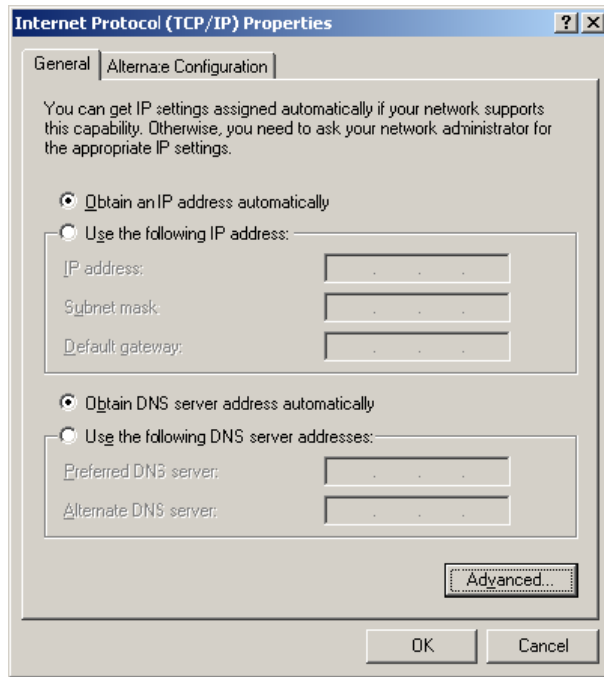 Internet Protocol (TCP/IP) Properties
General
Alternate Configuration
You can get IP settings assigned automatically if your network supports
this capability. Otherwise, you need to ask your network administrator for
the appropriate IP settings.
Obtain an IP address automatically
Use the following IP address:
IP address:
Subnet mask:
Default gateway:
Obtain DNS server address automatically
Use the following DNS server addresses:
Preferred DNS server:
Alternate DNS server:
Advanced...
OK
Cancel